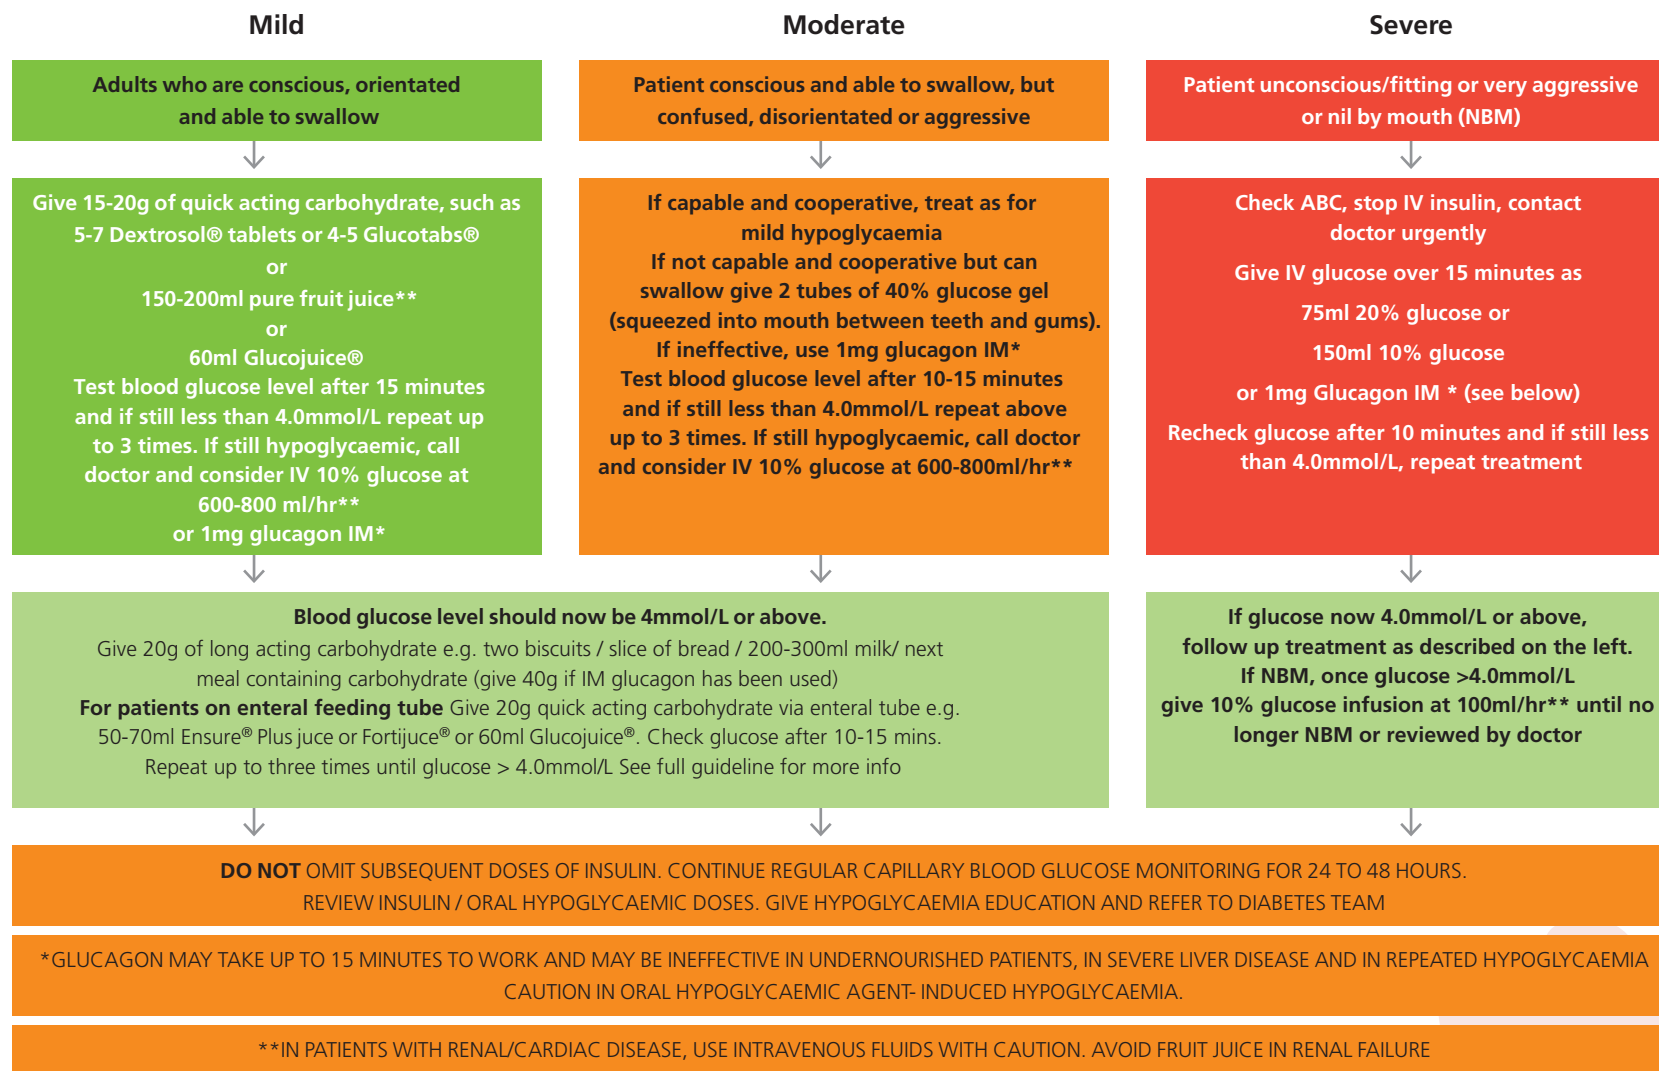 Mild
Adults who are conscious, orientated
and able to swallow
Give 15-20g of quick acting carbohydrate, such as
5-7 Dextrosol® tablets or 4-5 Glucotabs®
or
150-200ml pure fruit juice**
or
60ml Glucojuice®
Test blood glucose level after 15 minutes
and if still less than 4.0mmol/L repeat up
to 3 times. If still hypoglycaemic, call
doctor and consider IV 10% glucose at
600-800 ml/hr**
or 1mg glucagon IM*
Moderate
Patient conscious and able to swallow, but
confused, disorientated or aggressive
If capable and cooperative, treat as for
mild hypoglycaemia
If not capable and cooperative but can
swallow give 2 tubes of 40% glucose gel
(squeezed into mouth between teeth and gums).
If ineffective, use 1mg glucagon IM*
Test blood glucose level after 10-15 minutes
and if still less than 4.0mmol/L repeat above
up to 3 times. If still hypoglycaemic, call doctor
and consider IV 10% glucose at 600-800ml/hr**
Severe
Patient unconscious/fitting or very aggressive
or nil by mouth (NBM)
Check ABC, stop IV insulin, contact
doctor urgently
Give IV glucose over 15 minutes as
75ml 20% glucose or
150ml 10% glucose
or 1mg Glucagon IM * (see below)
Recheck glucose after 10 minutes and if still less
than 4.0mmol/L, repeat treatment
Blood glucose level should now be 4mmol/L or above.
Give 20g of long acting carbohydrate e.g. two biscuits / slice of bread / 200-300ml milk/ next
meal containing carbohydrate (give 40g if IM glucagon has been used)
For patients on enteral feeding tube Give 20g quick acting carbohydrate via enteral tube e.g.
50-70ml Ensure® Plus juce or Fortijuce® or 60ml Glucojuice®. Check glucose after 10-15 mins.
Repeat up to three times until glucose > 4.0mmol/L See full guideline for more info
If glucose now 4.0mmol/L or above,
follow up treatment as described on the left.
If NBM, once glucose >4.0mmol/L
give 10% glucose infusion at 100ml/hr** until no
longer NBM or reviewed by doctor
DO NOT OMIT SUBSEQUENT DOSES OF INSULIN. CONTINUE REGULAR CAPILLARY BLOOD GLUCOSE MONITORING FOR 24 TO 48 HOURS.
REVIEW INSULIN / ORAL HYPOGLYCAEMIC DOSES. GIVE HYPOGLYCAEMIA EDUCATION AND REFER TO DIABETES TEAM
*GLUCAGON MAY TAKE UP TO 15 MINUTES TO WORK AND MAY BE INEFFECTIVE IN UNDERNOURISHED PATIENTS, IN SEVERE LIVER DISEASE AND IN REPEATED HYPOGLYCAEMIA
CAUTION IN ORAL HYPOGLYCAEMIC AGENT- INDUCED HYPOGLYCAEMIA.
**IN PATIENTS WITH RENAL/CARDIAC DISEASE, USE INTRAVENOUS FLUIDS WITH CAUTION. AVOID FRUIT JUICE IN RENAL FAILURE